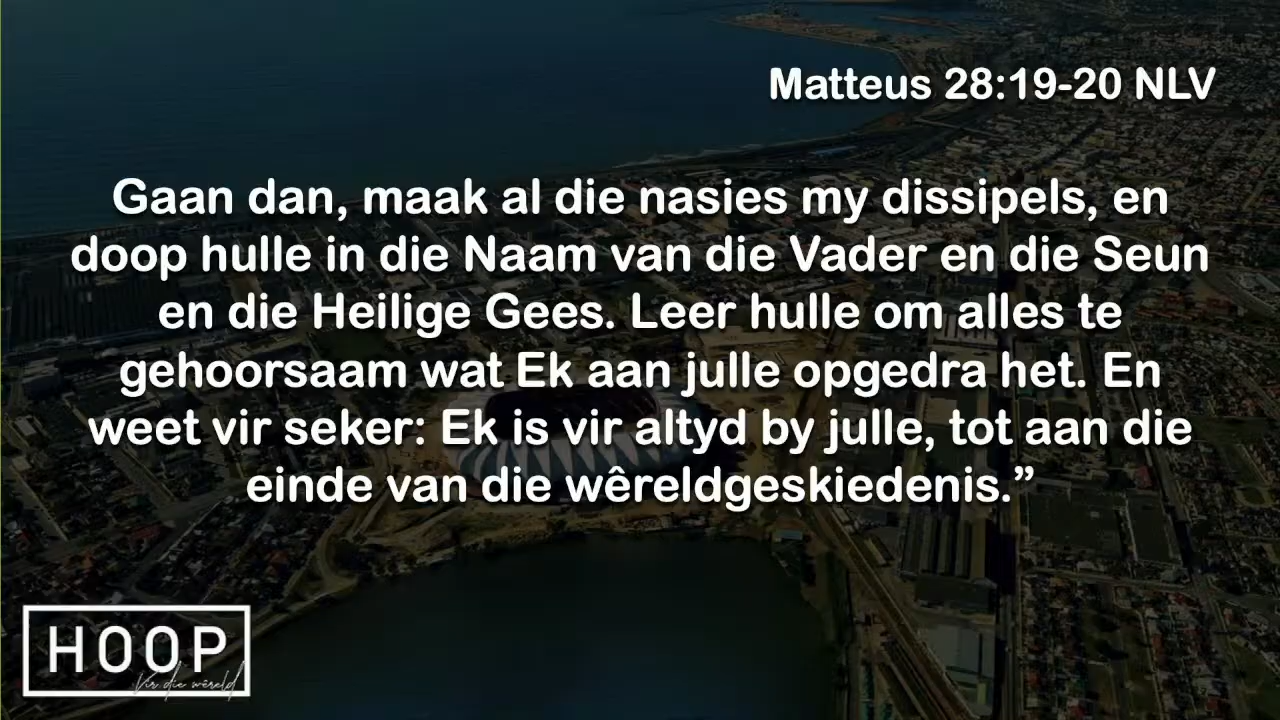 Matteus 28:19-20 NLV
Gaan dan, maak al die nasies my dissipels, en
doop hulle in die Naam van die Vader en die Seun
en die Heilige Gees. Leer hulle om alles te
gehoorsaam wat Ek aan julle opgedra het. En
weet vir seker: Ek is vir altyd by julle, tot aan die
einde van die wêreldgeskiedenis.”
HOOP
Vir die wêreld